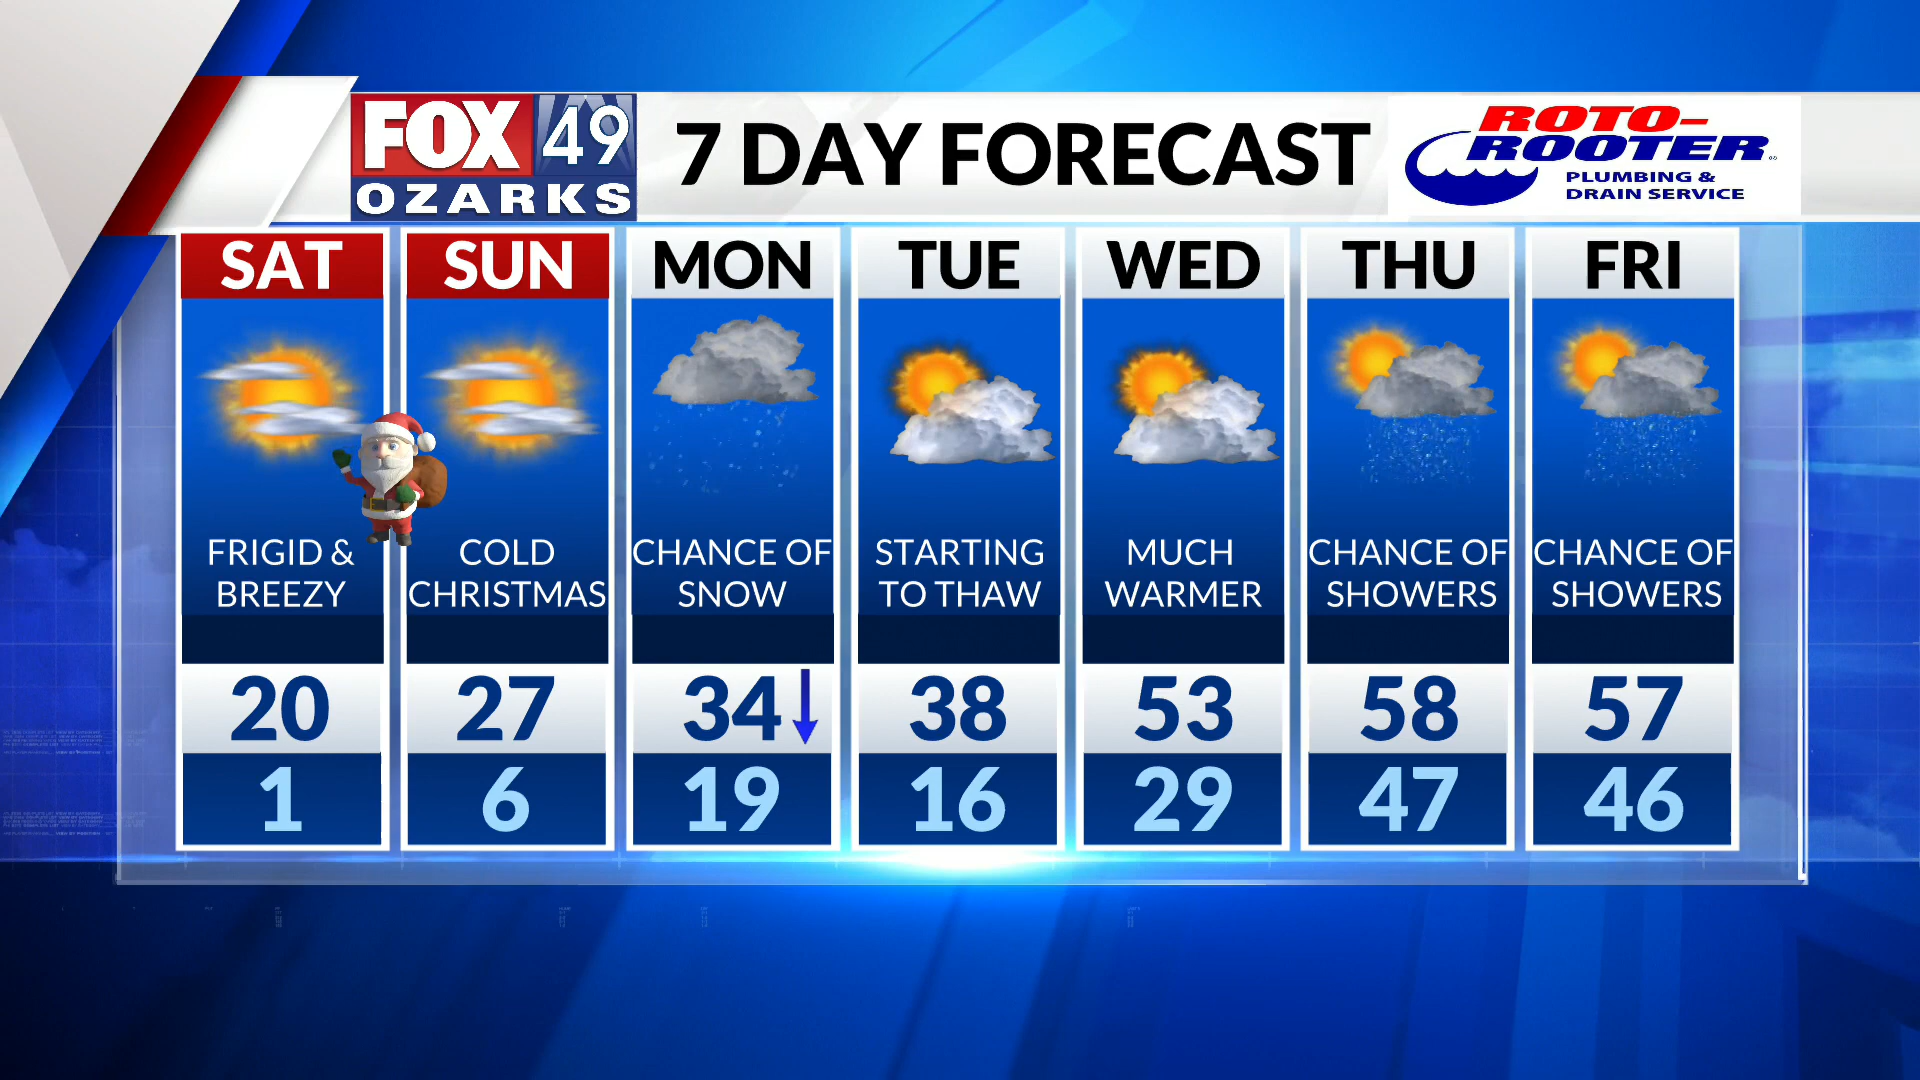 FOX 49
OZARKS
7 DAY FORECAST
ROTO-
ROOTER
PLUMBING &
DRAIN SERVICE
SAT
FRIGID &
BREEZY
20
1
SUN
COLD
CHRISTMAS
27
6
MON
CHANCE OF
SNOW
34
19
TUE
STARTING
TO THAW
38
16
WED
MUCH
WARMER
53
29
THU
CHANCE OF
SHOWERS
58
47
FRI
CHANCE OF
SHOWERS
57
46